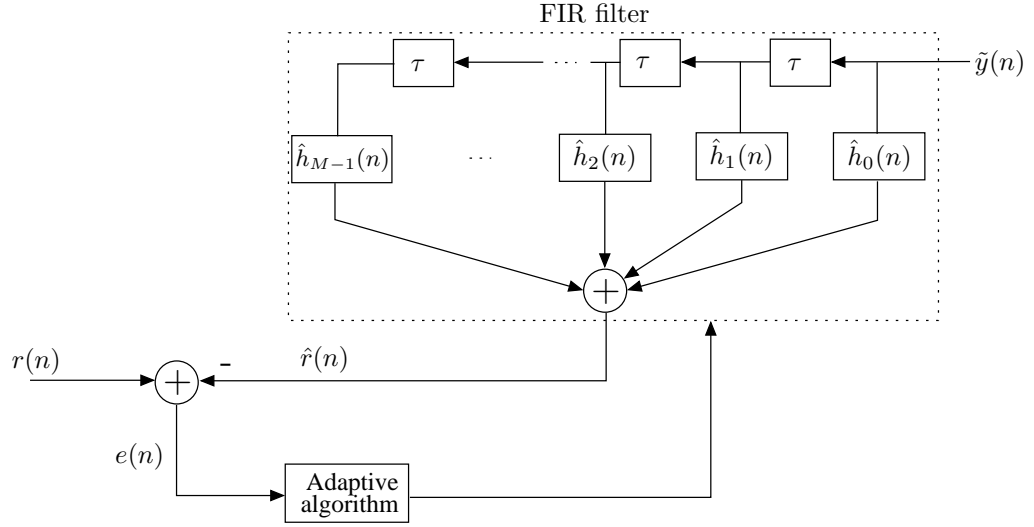 FIR filter
τ ... τ τ ỹ(n)
ĥ_{M−1}(n) ... ĥ_2(n) ĥ_1(n) ĥ_0(n)
+
r(n) r̂(n) -
+
e(n)
Adaptive
algorithm